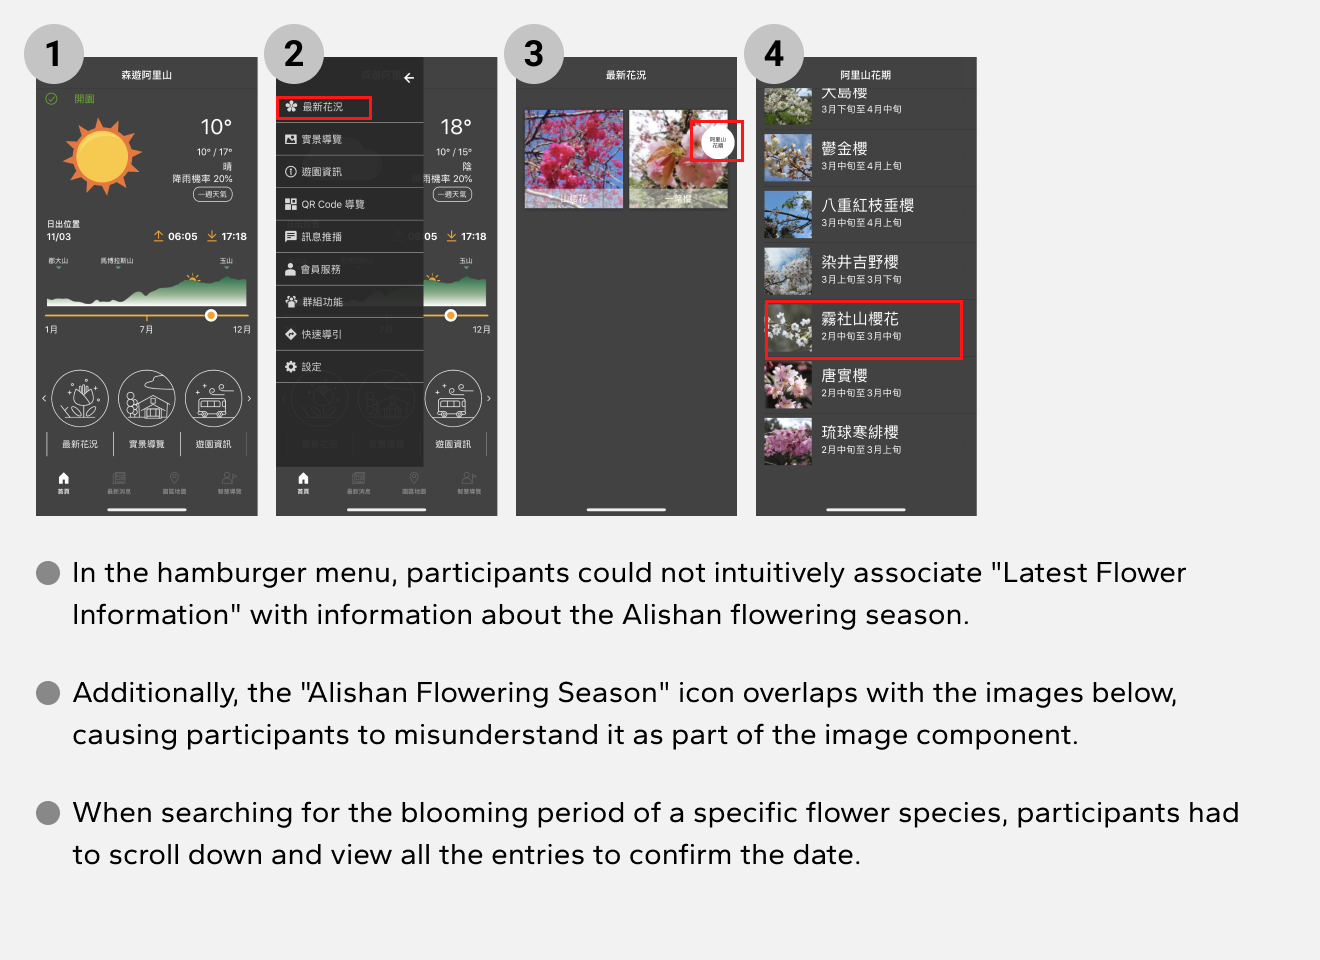 1
森遊阿里山
開園
10°
10° / 17°
晴
降雨機率 20%
一週天氣
日出位置
11/03
06:05
17:18
郡大山
馬博拉斯山
玉山
1月
7月
12月
最新花況
實景導覽
遊園資訊
首頁
最新消息
園區地圖
智慧導覽
2
最新花況
實景導覽
遊園資訊
QR Code 導覽
訊息推播
會員服務
群組功能
快速導引
設定
18°
10° / 15°
陰
雨機率 20%
一週天氣
:05
17:18
玉山
12月
遊園資訊
首頁
最新消息
園區地圖
智慧導覽
3
最新花況
阿里山
花期
一葉櫻
4
阿里山花期
大島櫻
3月下旬至4月中旬
鬱金櫻
3月中旬至4月上旬
八重紅枝垂櫻
3月中旬至4月上旬
染井吉野櫻
3月上旬至3月下旬
霧社山櫻花
2月中旬至3月中旬
唐實櫻
2月中旬至3月中旬
琉球寒緋櫻
2月中旬至3月上旬
In the hamburger menu, participants could not intuitively associate "Latest Flower
Information" with information about the Alishan flowering season.
Additionally, the "Alishan Flowering Season" icon overlaps with the images below,
causing participants to misunderstand it as part of the image component.
When searching for the blooming period of a specific flower species, participants had
to scroll down and view all the entries to confirm the date.